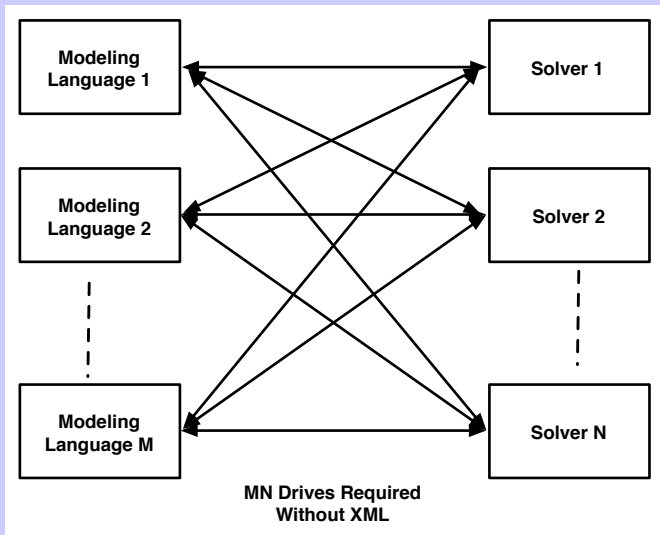 Modeling
Language 1
Solver 1
Modeling
Language 2
Solver 2
Modeling
Language M
Solver N
MN Drives Required
Without XML